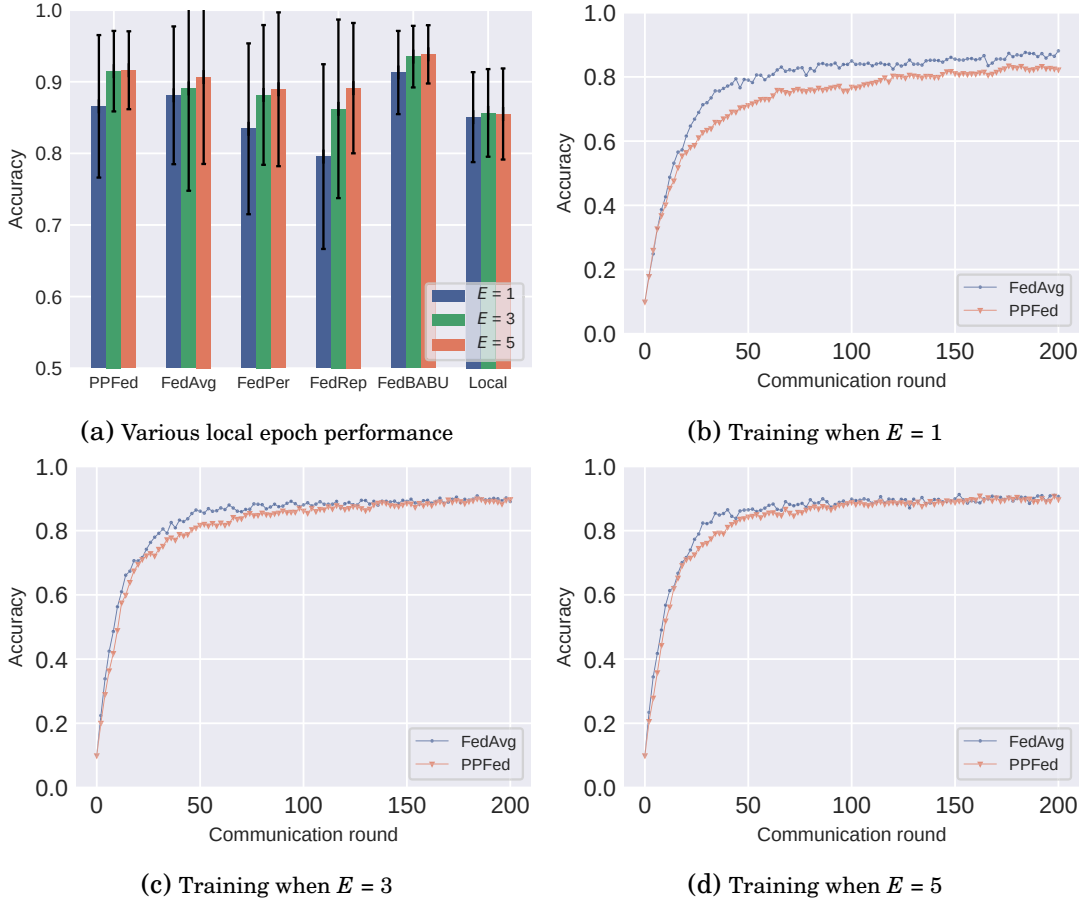 1.0
0.9
0.8
0.7
0.6
0.5
Accuracy
E = 1
E = 3
E = 5
PPFed FedAvg FedPer FedRep FedBABU Local
(a) Various local epoch performance
1.0
0.8
0.6
0.4
0.2
0.0
Accuracy
FedAvg
PPFed
0 50 100 150 200
Communication round
(b) Training when E = 1
1.0
0.8
0.6
0.4
0.2
0.0
Accuracy
FedAvg
PPFed
0 50 100 150 200
Communication round
(c) Training when E = 3
1.0
0.8
0.6
0.4
0.2
0.0
Accuracy
FedAvg
PPFed
0 50 100 150 200
Communication round
(d) Training when E = 5